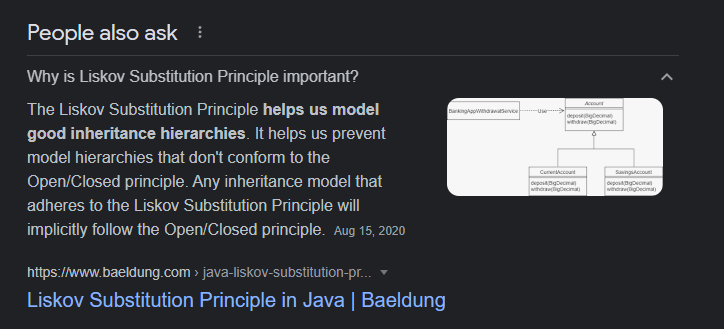 People also ask
Why is Liskov Substitution Principle important?
The Liskov Substitution Principle helps us model
good inheritance hierarchies. It helps us prevent
model hierarchies that don't conform to the
Open/Closed principle. Any inheritance model that
adheres to the Liskov Substitution Principle will
implicitly follow the Open/Closed principle. Aug 15, 2020
BankingAppWithdrawalService
Use
Account
deposit(BigDecimal)
withdraw(BigDecimal)
CurrentAccount
deposit(BigDecimal)
withdraw(BigDecimal)
SavingsAccount
deposit(BigDecimal)
withdraw(BigDecimal)
https://www.baeldung.com › java-liskov-substitution-pr...
Liskov Substitution Principle in Java | Baeldung